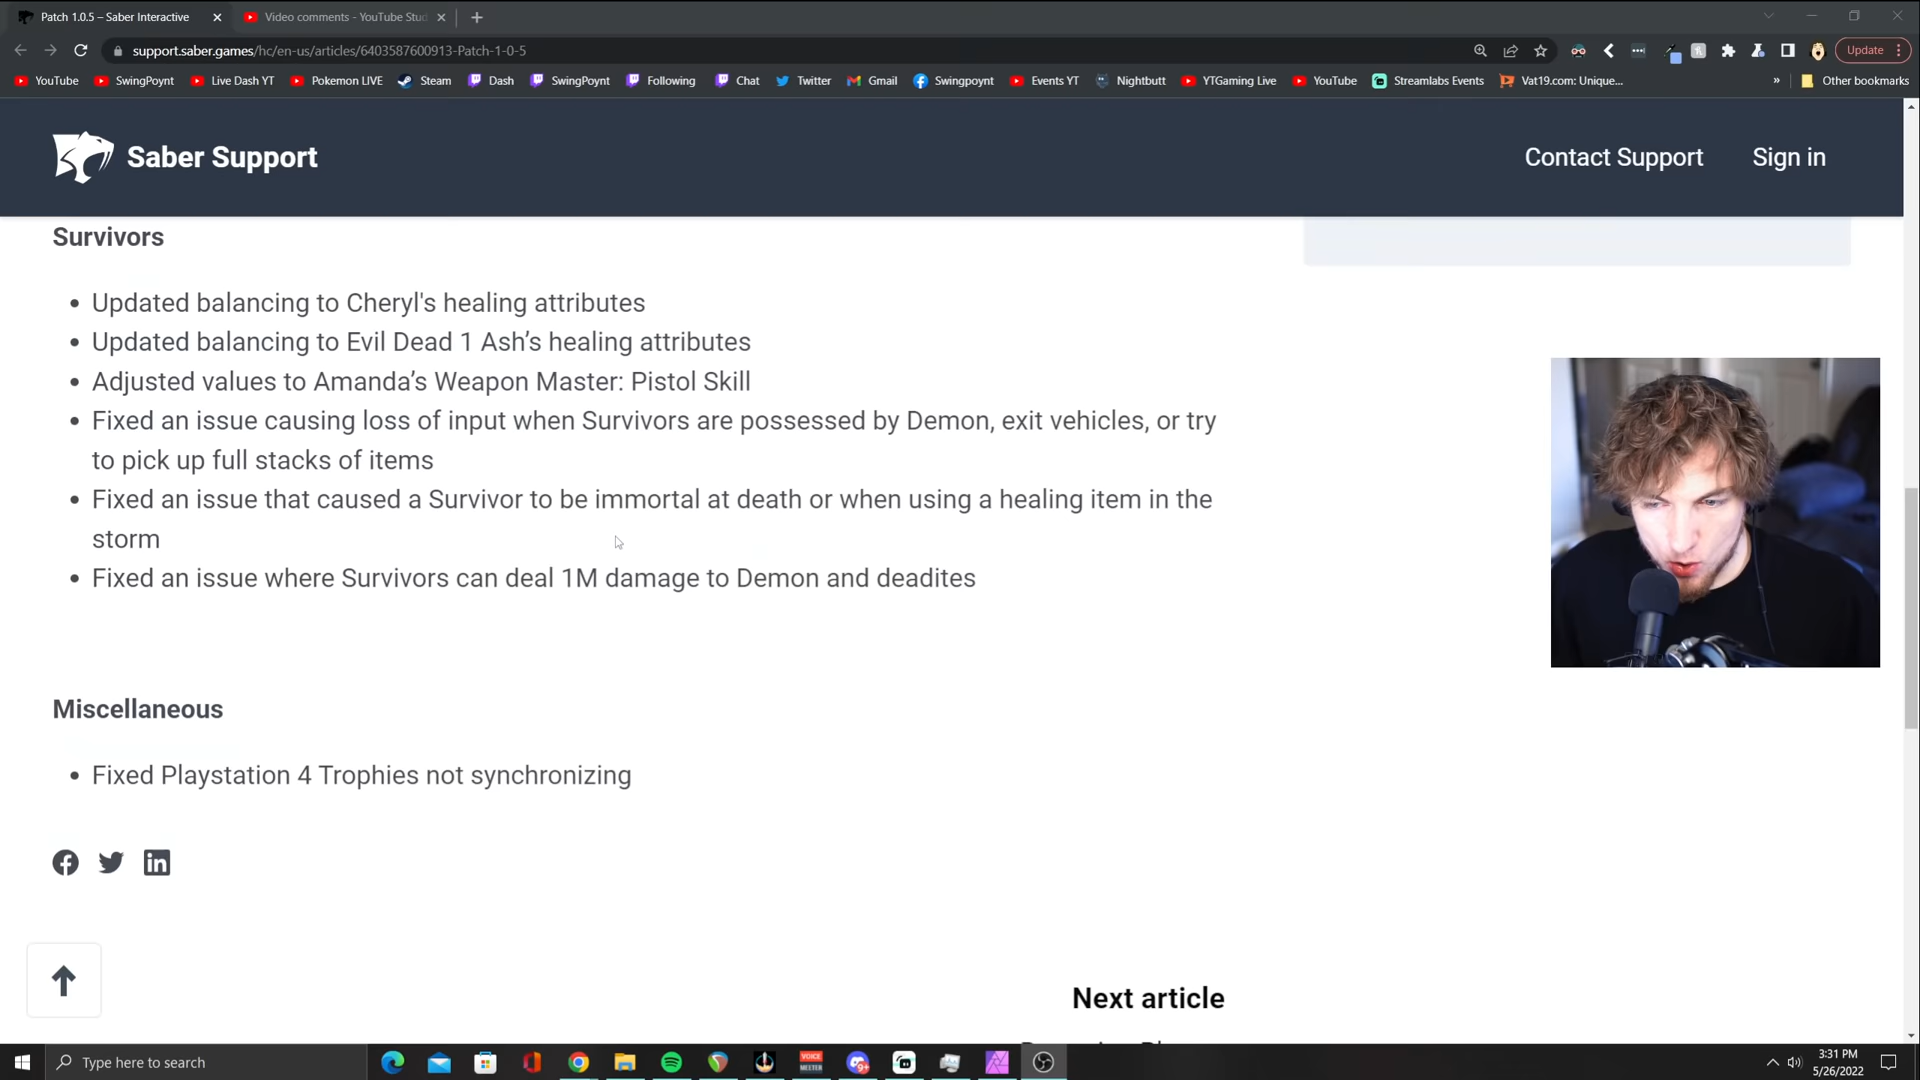 Patch 1.0.5 – Saber Interactive
Video comments - YouTube Stud
support.saber.games/hc/en-us/articles/6403587600913-Patch-1-0-5
Update
YouTube SwingPoynt Live Dash YT Pokemon LIVE Steam Dash SwingPoynt Following Chat Twitter Gmail Swingpoynt Events YT Nightbutt YTGaming Live YouTube Streamlabs Events Vat19.com: Unique... » Other bookmarks
Saber Support
Contact Support Sign in
Survivors
• Updated balancing to Cheryl's healing attributes
• Updated balancing to Evil Dead 1 Ash’s healing attributes
• Adjusted values to Amanda’s Weapon Master: Pistol Skill
• Fixed an issue causing loss of input when Survivors are possessed by Demon, exit vehicles, or try
to pick up full stacks of items
• Fixed an issue that caused a Survivor to be immortal at death or when using a healing item in the
storm
• Fixed an issue where Survivors can deal 1M damage to Demon and deadites
Miscellaneous
• Fixed Playstation 4 Trophies not synchronizing
Next article
Type here to search
VOICE
MEETER
9+
3:31 PM
5/26/2022